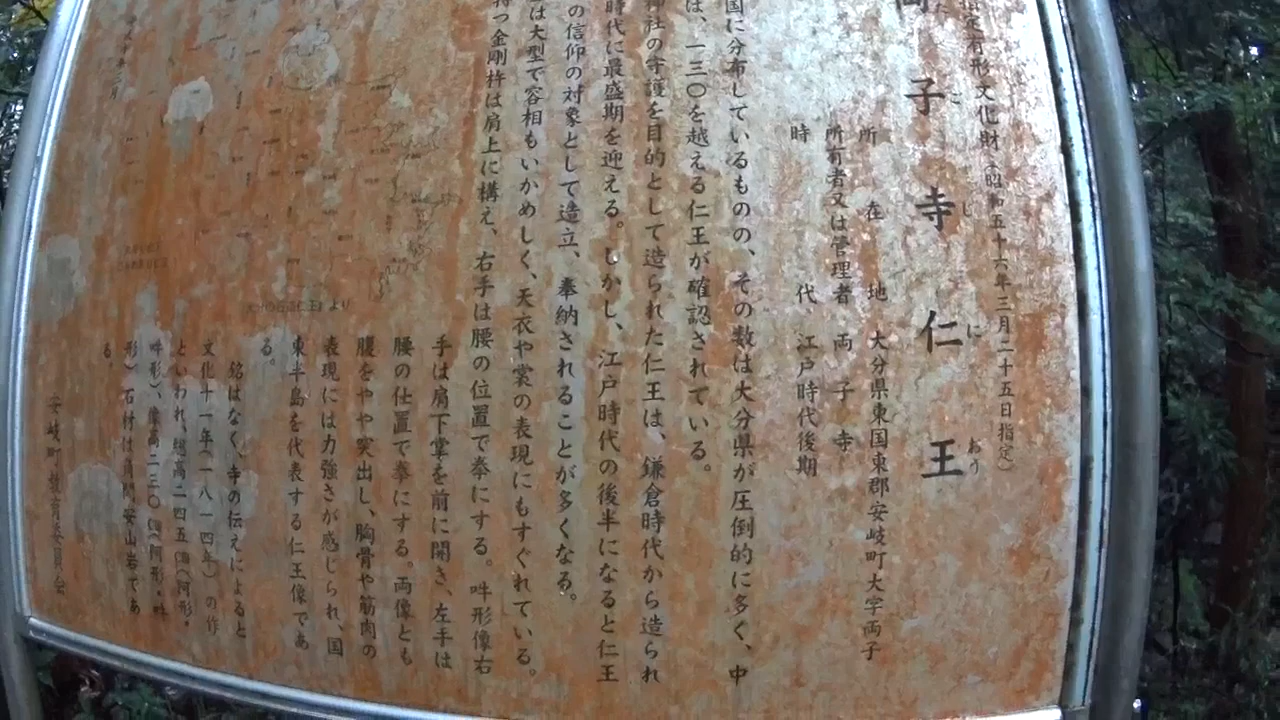 指定有形文化財(昭和五十六年三月二十五日指定)
両子寺仁王
こ じ に おう
所在地 大分県東国東郡安岐町大字両子
所有者又は管理者 両子寺
時代 江戸時代後期
国に分布しているものの、その数は大分県が圧倒的に多く、中
は、一三〇を越える仁王が確認されている。
神社の守護を目的として造られた仁王は、鎌倉時代から造られ
時代に最盛期を迎える。しかし、江戸時代の後半になると仁王
の信仰の対象として造立、奉納されることが多くなる。
は大型で容相もいかめしく、天衣や裳の表現にもすぐれている。
持つ金剛杵は肩上に構え、右手は腰の位置で拳にする。吽形像右
手は肩下掌を前に開き、左手は
腰の位置で拳にする。両像とも
腹をやや突出し、胸骨や筋肉の
表現には力強さが感じられ、国
東半島を代表する仁王像であ
る。
銘はなく、寺の伝えによると
文化十一年(一八一四年)の作
といわれ、総高二四五㎝(阿形・
吽形)、像高二三〇㎝(阿形・吽
形)石材は角閃安山岩であ
る。
安岐町教育委員会